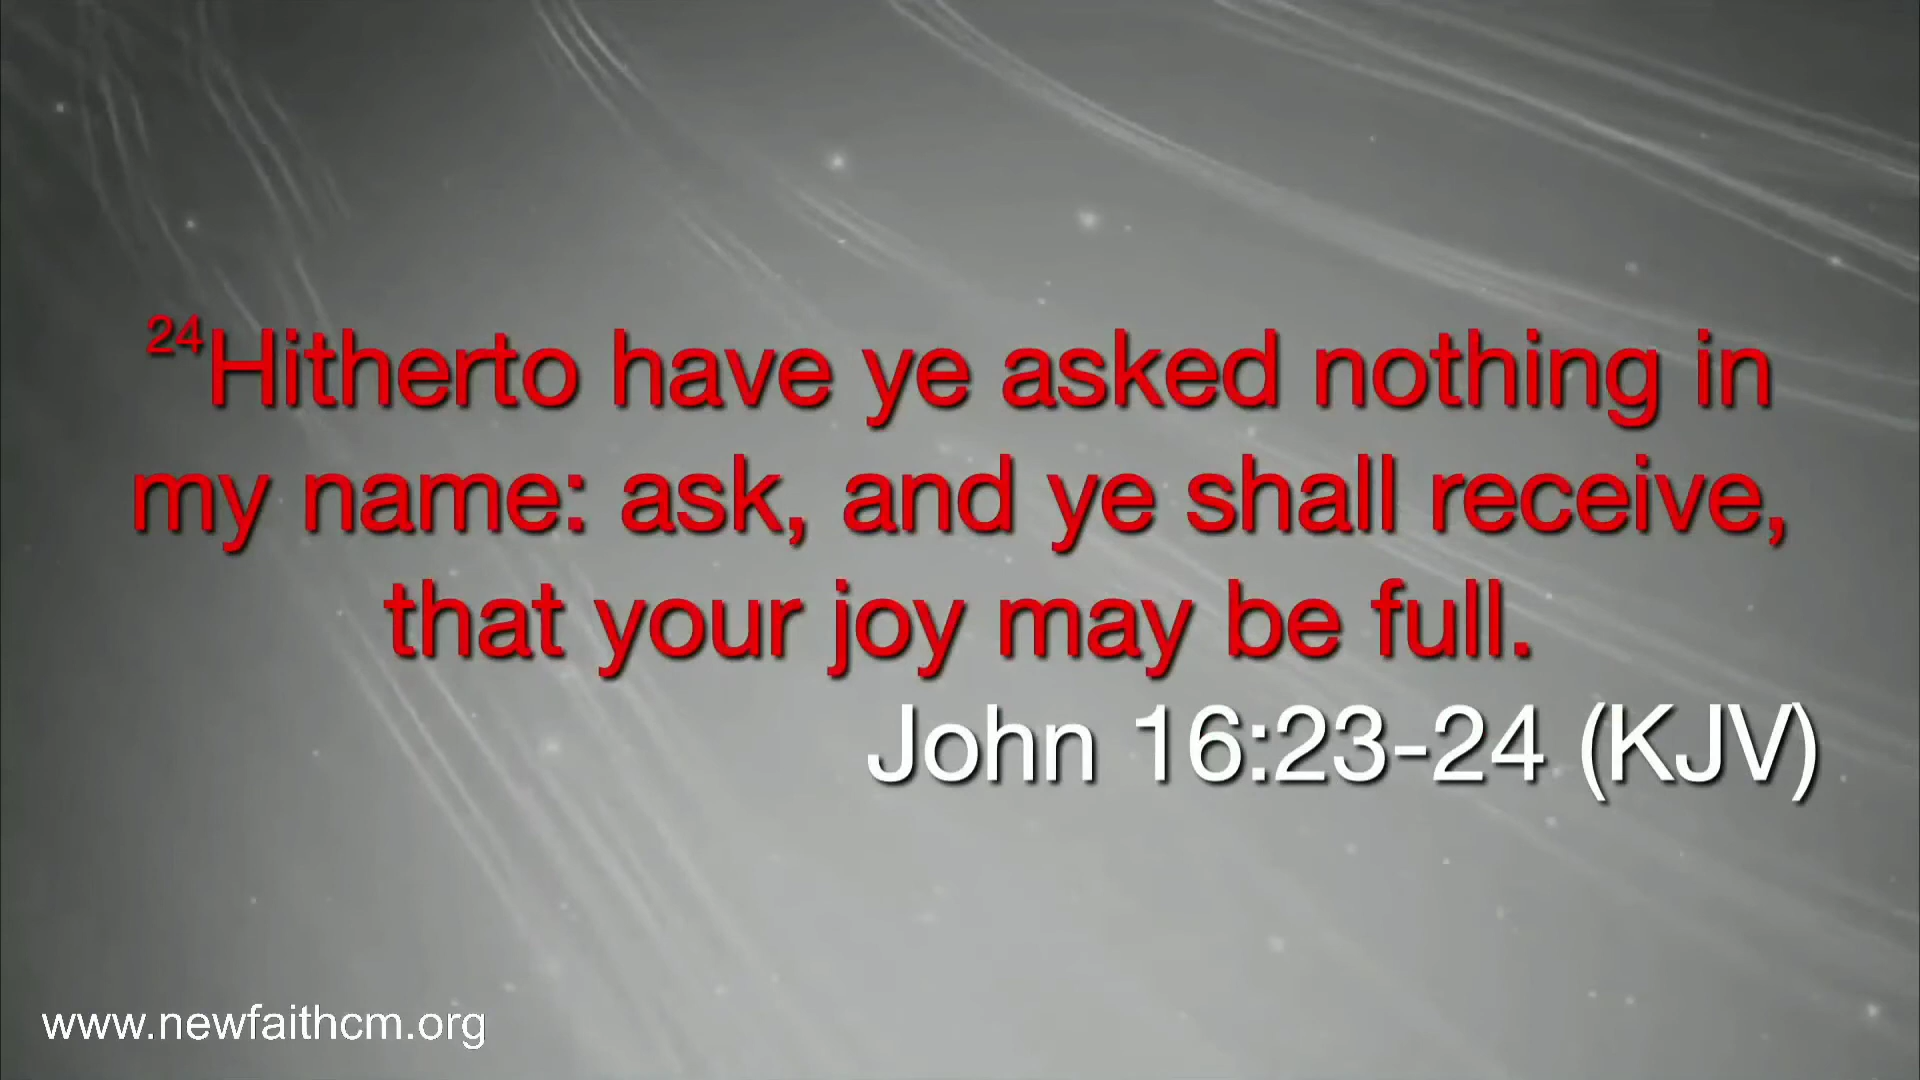 24Hitherto have ye asked nothing in
my name: ask, and ye shall receive,
that your joy may be full.
John 16:23-24 (KJV)
www.newfaithcm.org